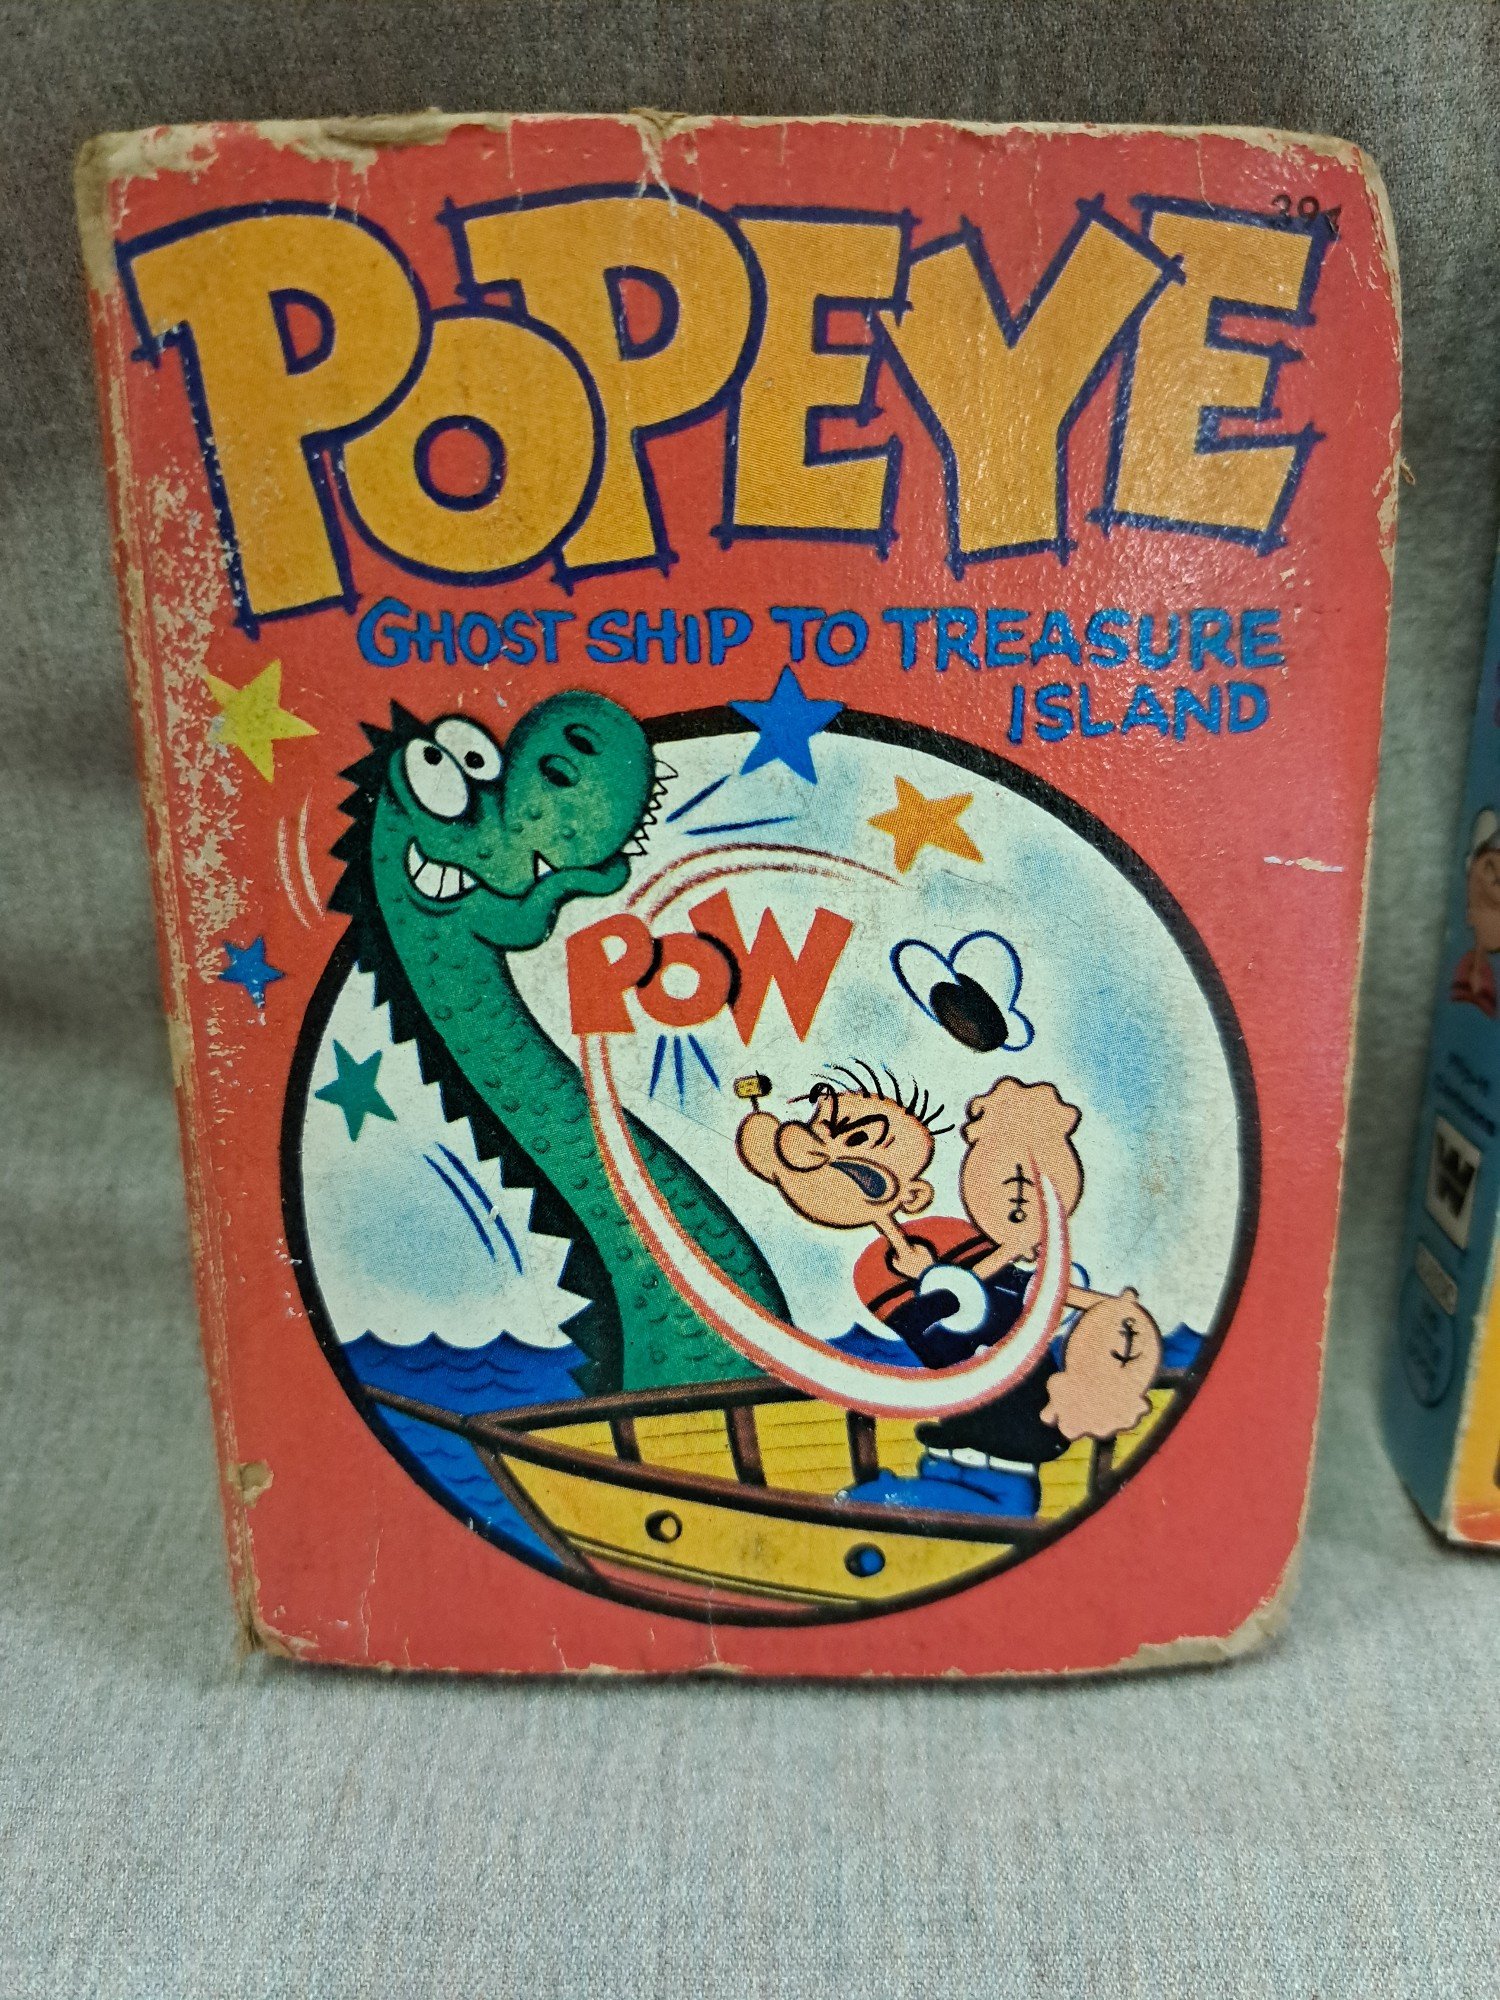 39¢
POPEYE
GHOST SHIP TO TREASURE
ISLAND
POW